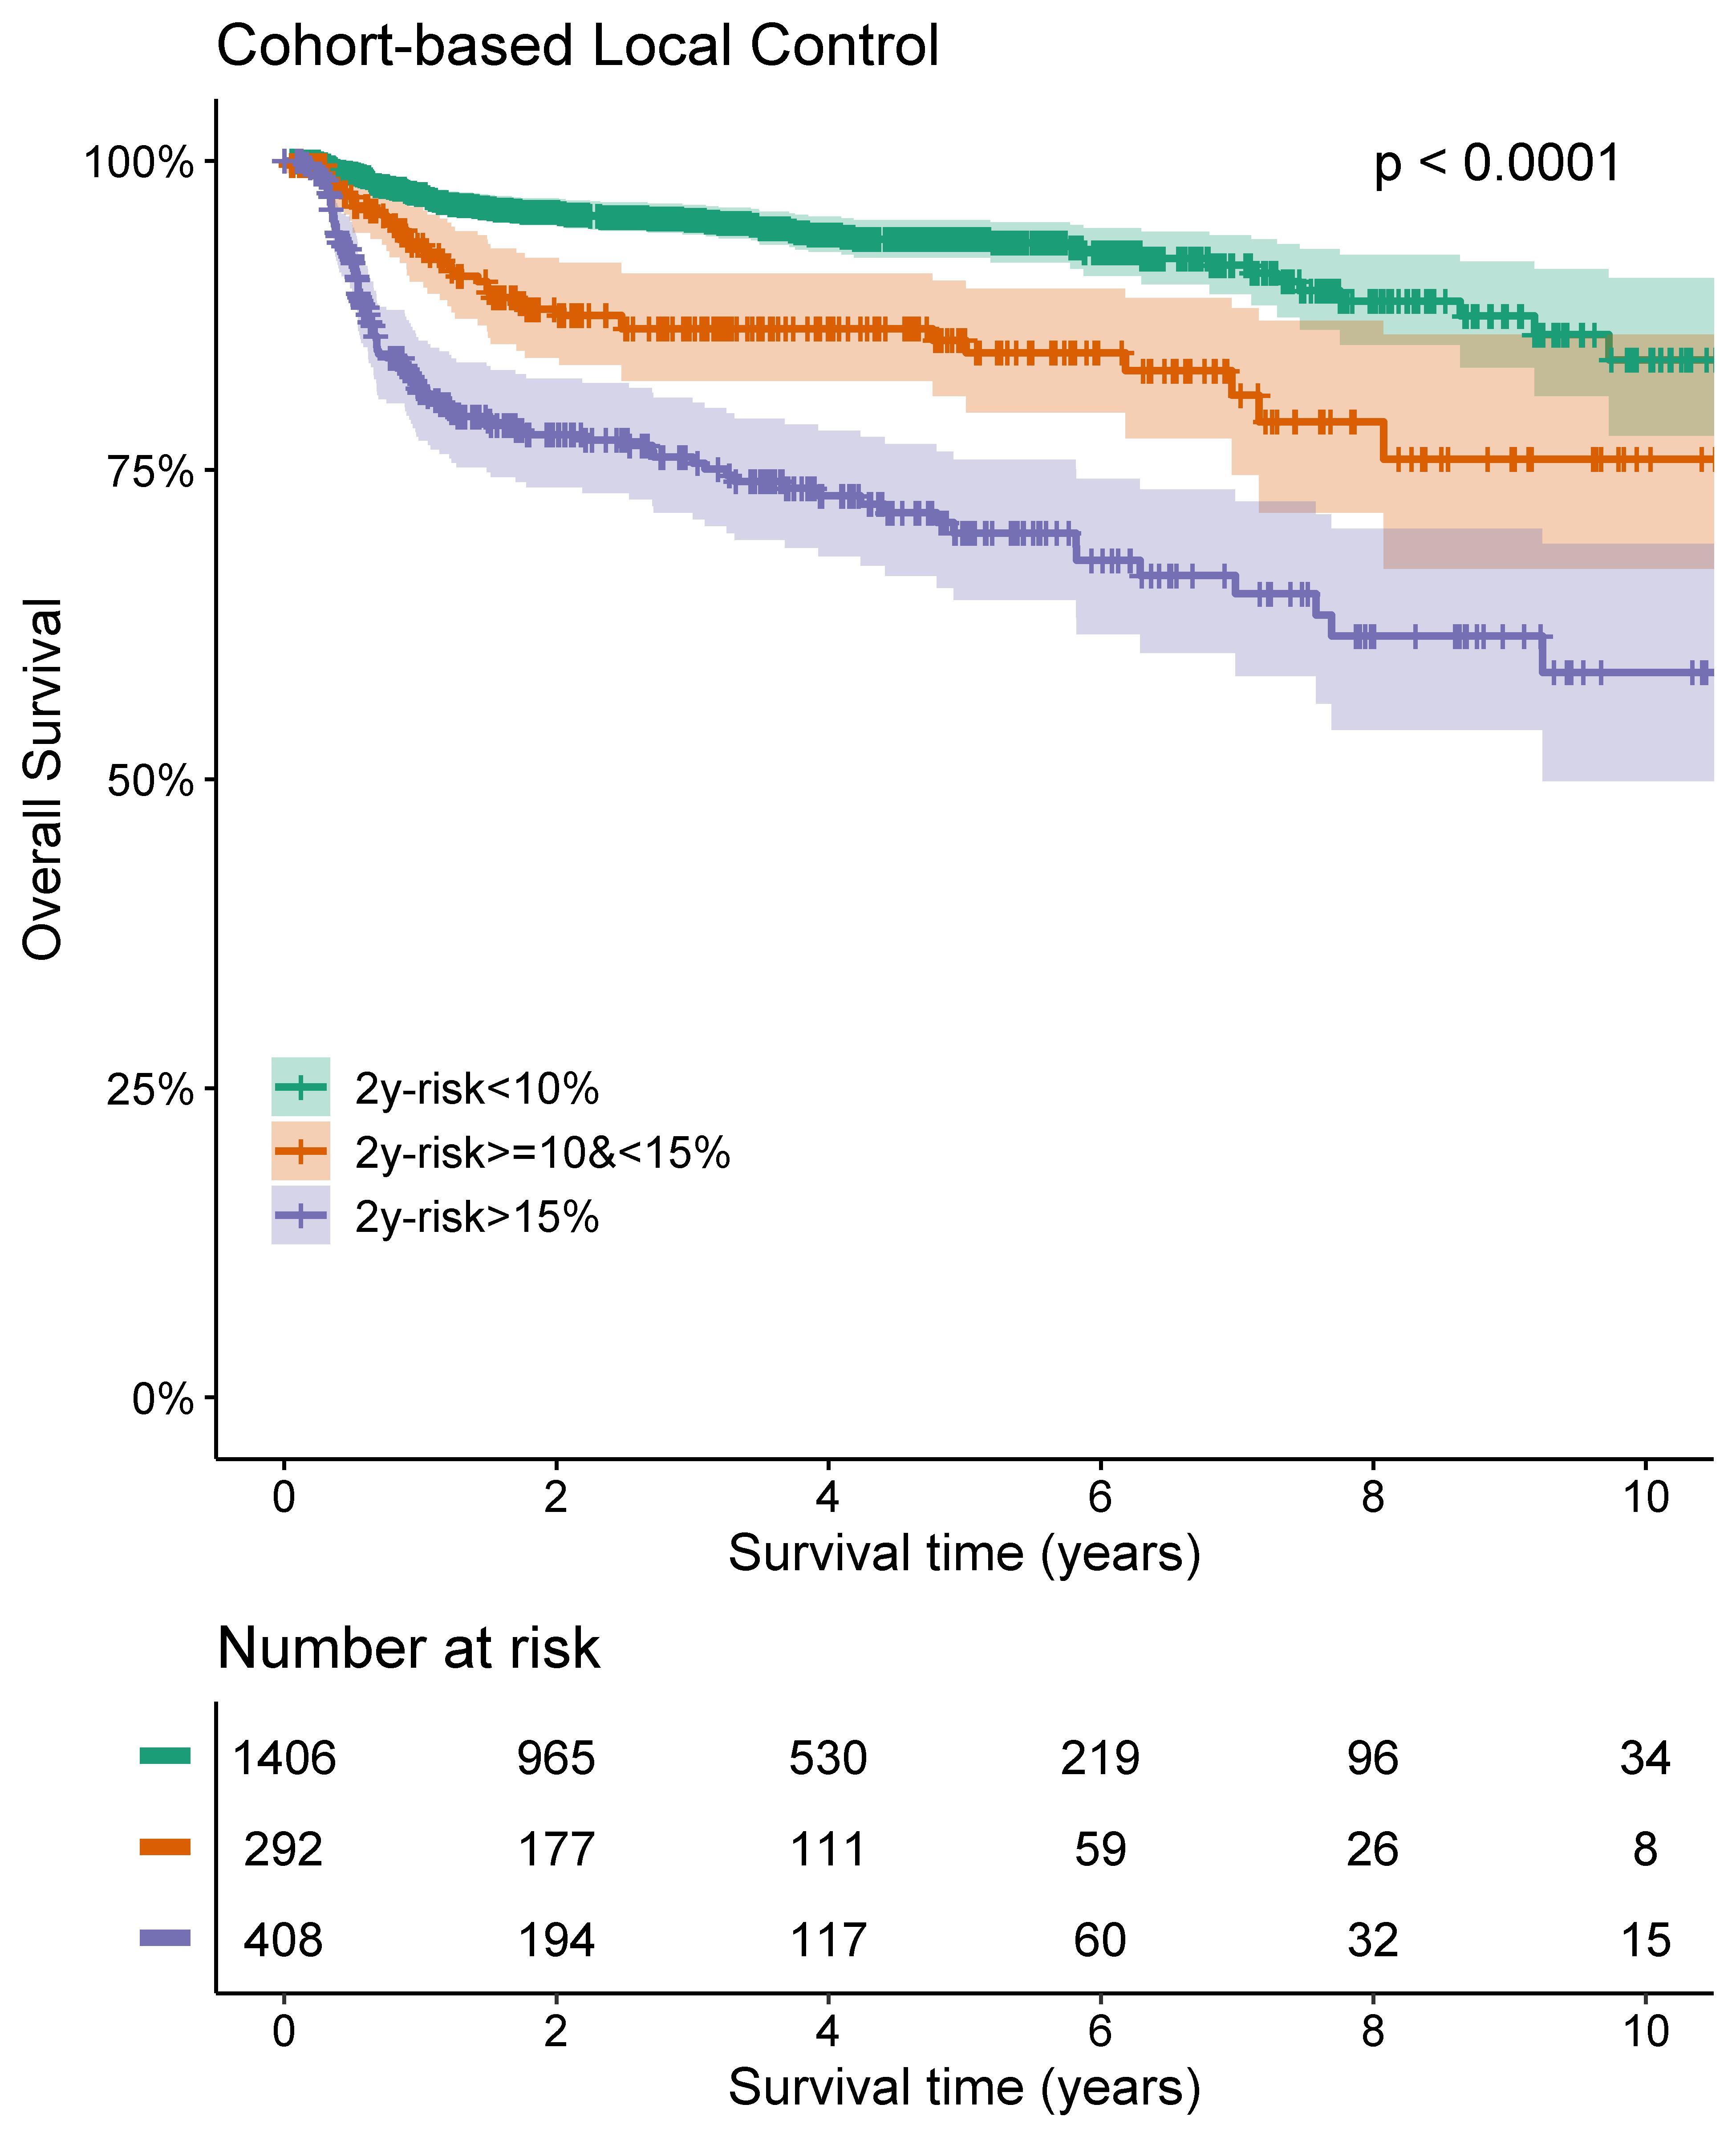 Cohort-based Local Control
p < 0.0001
100%
75%
50%
25%
0%
Overall Survival
2y-risk<10%
2y-risk>=10&<15%
2y-risk>15%
0 2 4 6 8 10
Survival time (years)
Number at risk
1406 965 530 219 96 34
292 177 111 59 26 8
408 194 117 60 32 15
0 2 4 6 8 10
Survival time (years)